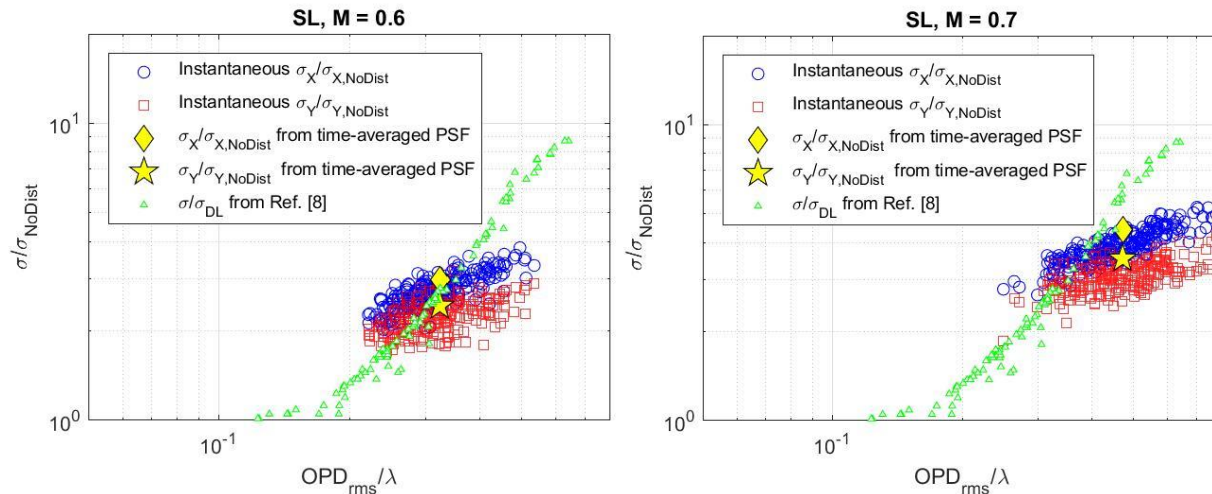 SL, M = 0.6
Instantaneous σX/σX,NoDist
Instantaneous σY/σY,NoDist
σX/σX,NoDist from time-averaged PSF
σY/σY,NoDist from time-averaged PSF
σ/σDL from Ref. [8]
10^1
10^0
σ/σNoDist
10^-1
OPDrms/λ
SL, M = 0.7
Instantaneous σX/σX,NoDist
Instantaneous σY/σY,NoDist
σX/σX,NoDist from time-averaged PSF
σY/σY,NoDist from time-averaged PSF
σ/σDL from Ref. [8]
10^1
10^0
σ/σNoDist
10^-1
OPDrms/λ